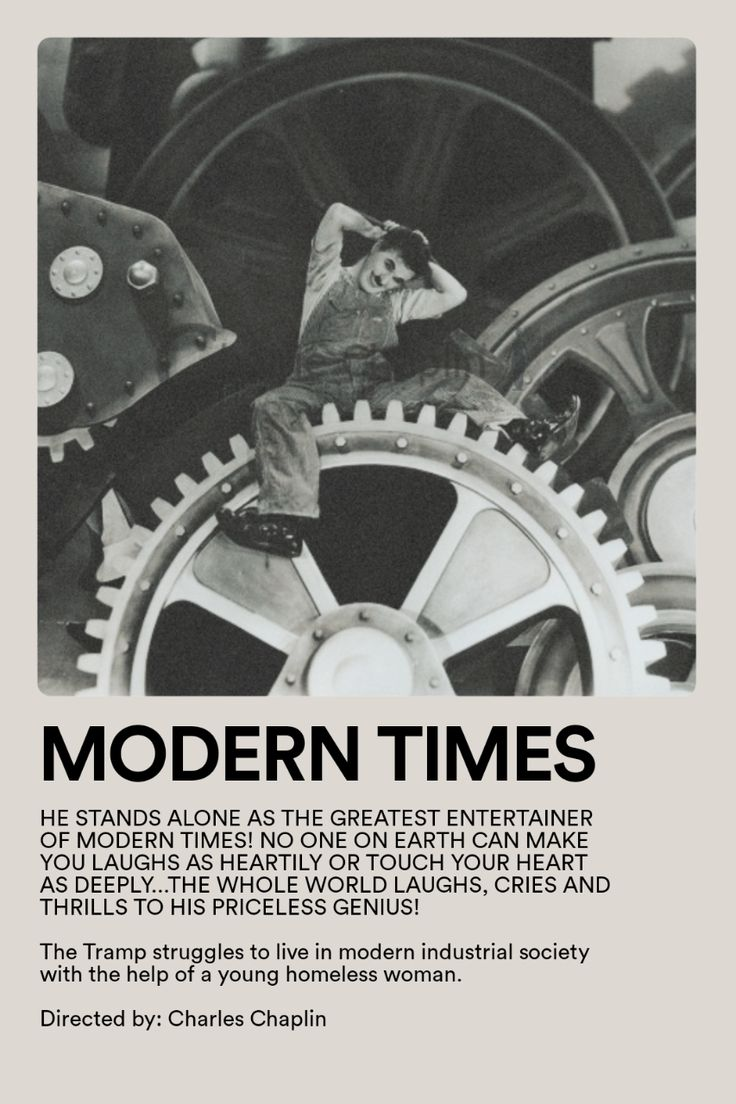 MODERN TIMES
HE STANDS ALONE AS THE GREATEST ENTERTAINER
OF MODERN TIMES! NO ONE ON EARTH CAN MAKE
YOU LAUGHS AS HEARTILY OR TOUCH YOUR HEART
AS DEEPLY...THE WHOLE WORLD LAUGHS, CRIES AND
THRILLS TO HIS PRICELESS GENIUS!
The Tramp struggles to live in modern industrial society
with the help of a young homeless woman.
Directed by: Charles Chaplin